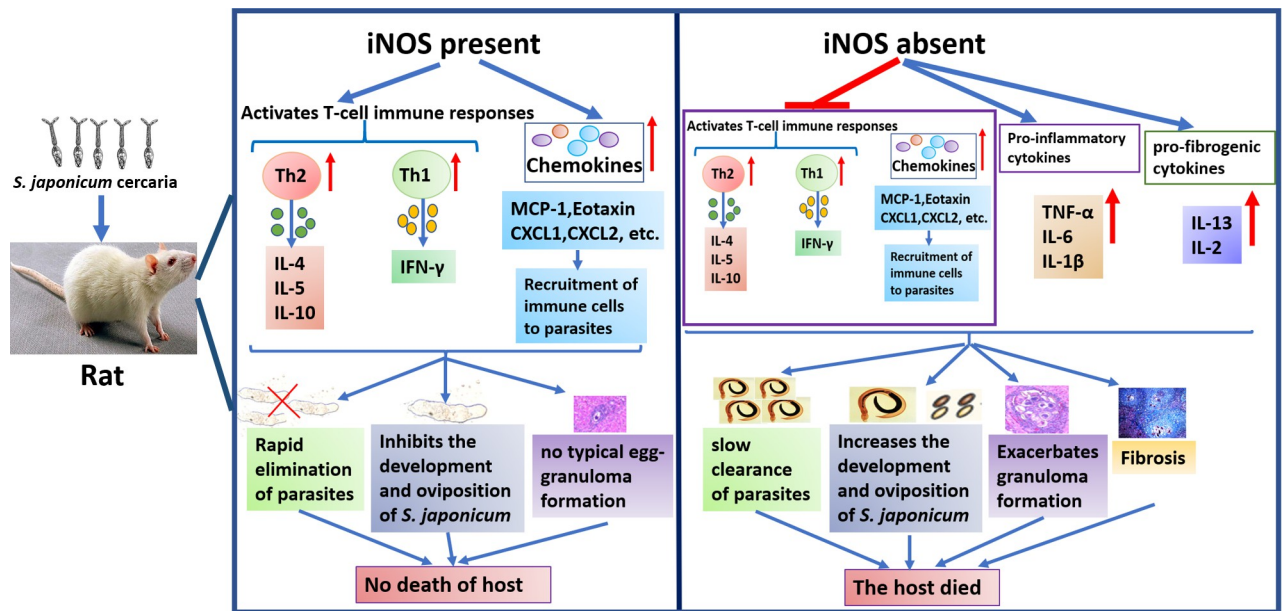 S. japonicum cercaria
Rat
iNOS present
Activates T-cell immune responses
Th2
Th1
Chemokines
IL-4
IL-5
IL-10
IFN-γ
MCP-1,Eotaxin
CXCL1,CXCL2, etc.
Recruitment of
immune cells
to parasites
Rapid
elimination
of parasites
Inhibits the
development
and oviposition
of S. japonicum
no typical egg-
granuloma
formation
No death of host
iNOS absent
Activates T-cell immune responses
Th2
Th1
Chemokines
IL-4
IL-5
IL-10
IFN-γ
MCP-1,Eotaxin
CXCL1,CXCL2, etc.
Recruitment of
immune cells
to parasites
Pro-inflammatory
cytokines
TNF-α
IL-6
IL-1β
pro-fibrogenic
cytokines
IL-13
IL-2
slow
clearance
of parasites
Increases the
development
and oviposition
of S. japonicum
Exacerbates
granuloma
formation
Fibrosis
The host died